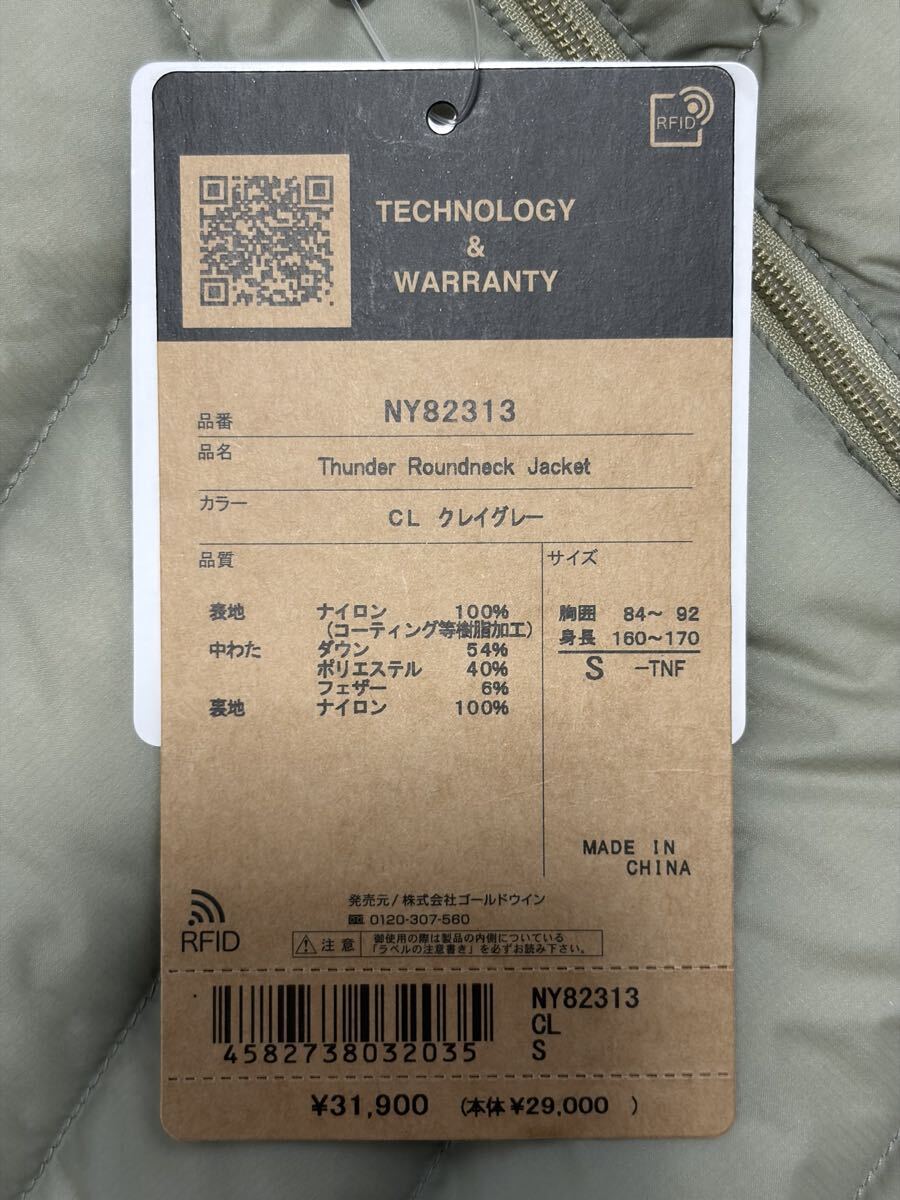 RFID
TECHNOLOGY
&
WARRANTY
品番 NY82313
品名 Thunder Roundneck Jacket
カラー CL クレイグレー
品質
表地 ナイロン 100%
(コーティング等樹脂加工)
中わた ダウン 54%
ポリエステル 40%
フェザー 6%
裏地 ナイロン 100%
サイズ
胸囲 84～ 92
身長 160～170
S -TNF
MADE IN
CHINA
RFID
発売元/株式会社ゴールドウイン
0120-307-560
注意 御使用の際は製品の内側についている
「ラベルの注意書き」を必ずお読み下さい。
4582738032035
NY82313
CL
S
¥31,900 (本体¥29,000 )